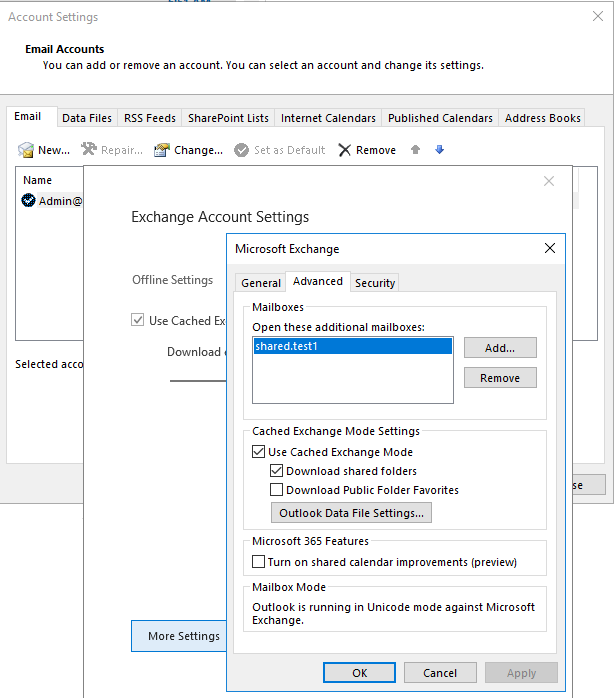 Account Settings
Email Accounts
You can add or remove an account. You can select an account and change its settings.
Email Data Files RSS Feeds SharePoint Lists Internet Calendars Published Calendars Address Books
New... Repair... Change... Set as Default Remove
Name
Admin@
Selected acco
Exchange Account Settings
Offline Settings
Use Cached Ex
Download
More Settings
Microsoft Exchange
General Advanced Security
Mailboxes
Open these additional mailboxes:
shared.test1
Add...
Remove
Cached Exchange Mode Settings
Use Cached Exchange Mode
Download shared folders
Download Public Folder Favorites
Outlook Data File Settings...
Microsoft 365 Features
Turn on shared calendar improvements (preview)
Mailbox Mode
Outlook is running in Unicode mode against Microsoft
Exchange.
OK Cancel Apply
se